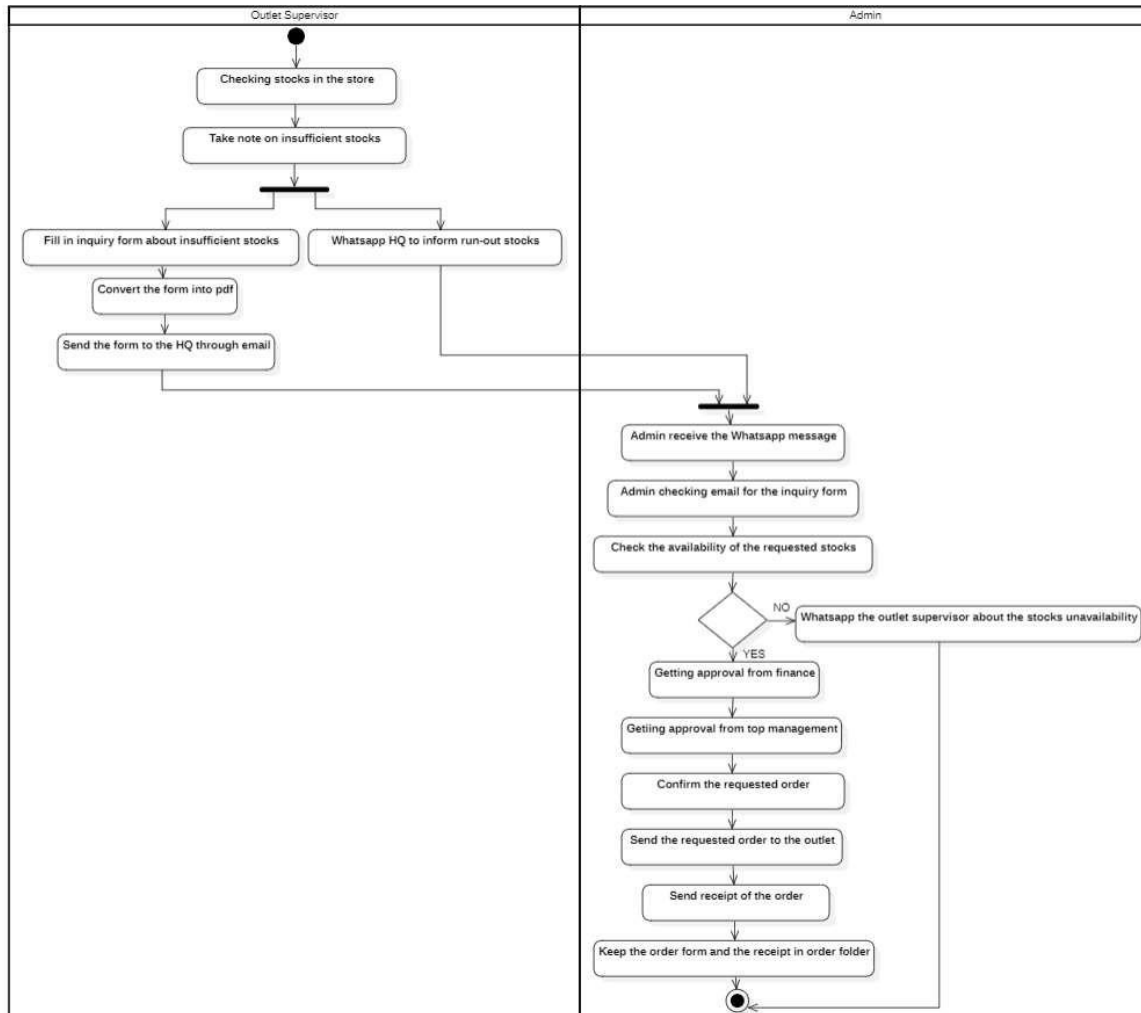 Outlet Supervisor
Admin
Checking stocks in the store
Take note on insufficient stocks
Fill in inquiry form about insufficient stocks
Whatsapp HQ to inform run-out stocks
Convert the form into pdf
Send the form to the HQ through email
Admin receive the Whatsapp message
Admin checking email for the inquiry form
Check the availability of the requested stocks
NO
Whatsapp the outlet supervisor about the stocks unavailability
YES
Getting approval from finance
Getiing approval from top management
Confirm the requested order
Send the requested order to the outlet
Send receipt of the order
Keep the order form and the receipt in order folder